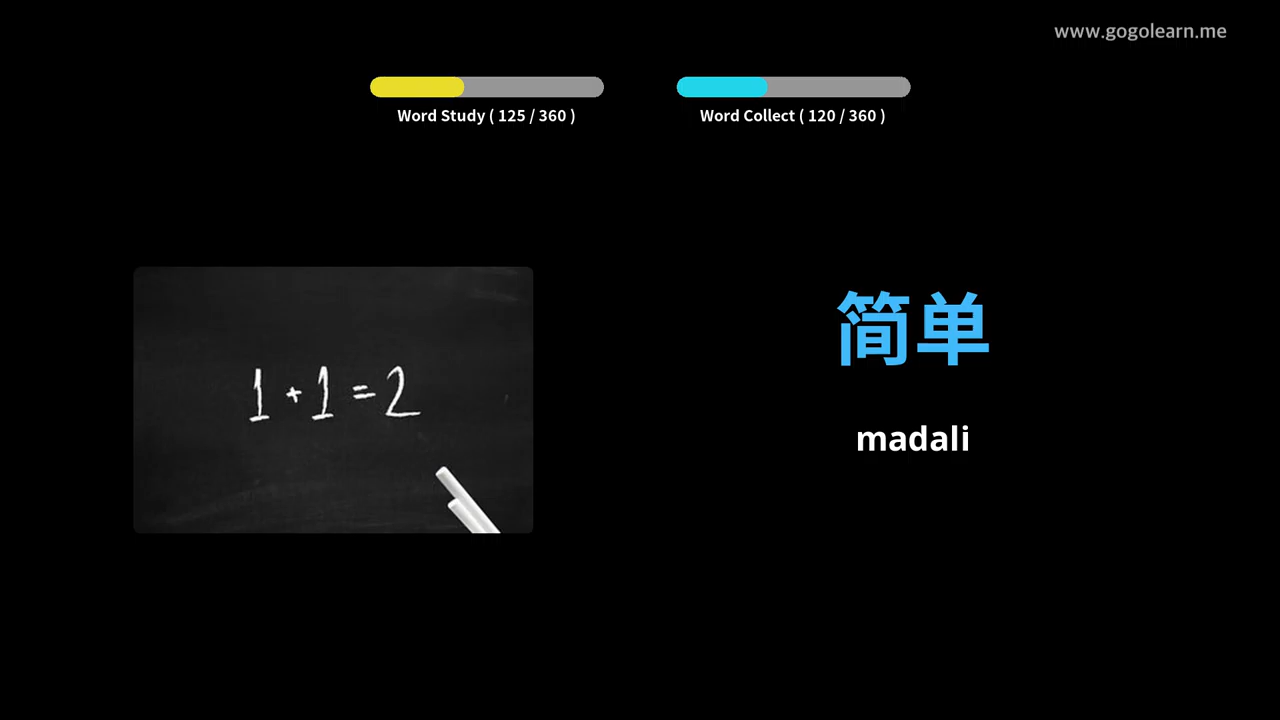 www.gogolearn.me
Word Study ( 125 / 360 )
Word Collect ( 120 / 360 )
简单
1 + 1 = 2
madali